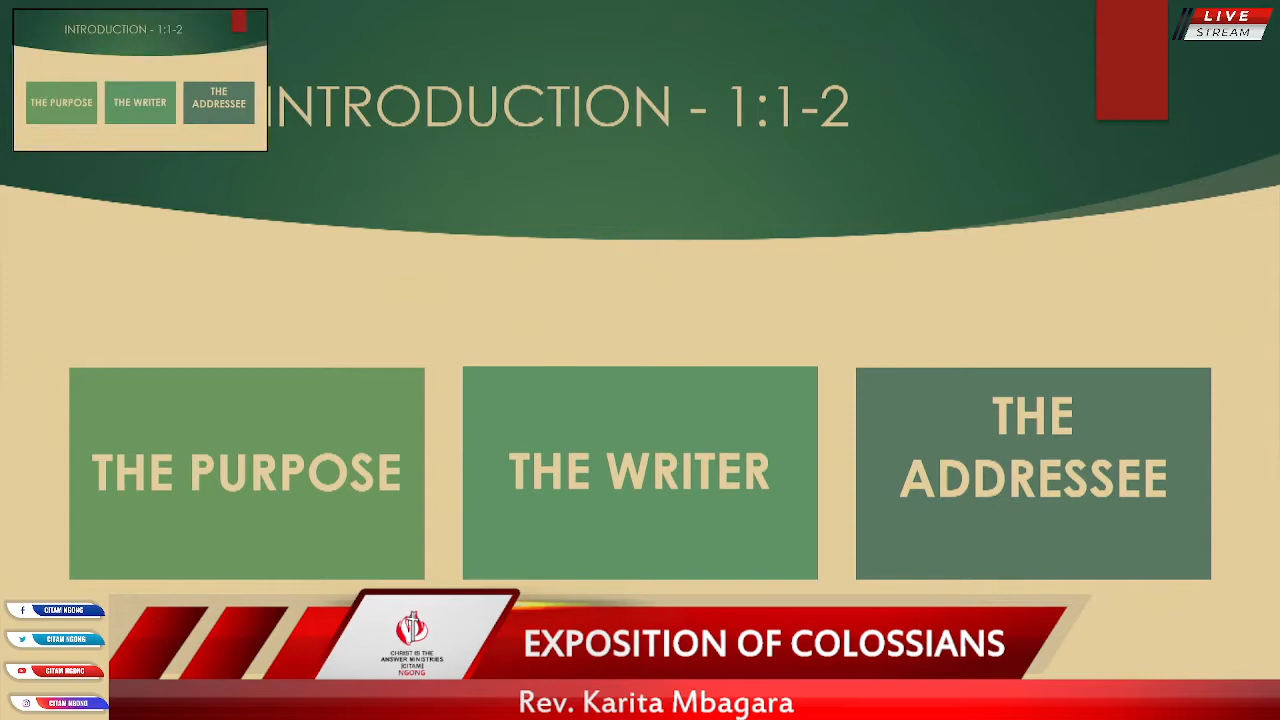 INTRODUCTION - 1:1-2
THE PURPOSE
THE WRITER
THE
ADDRESSEE
LIVE
STREAM
INTRODUCTION - 1:1-2
THE PURPOSE
THE WRITER
THE
ADDRESSEE
CITAM NGONG
CITAM NGONG
CITAM NGONG
CITAM NGONG
CHRIST IS THE
ANSWER MINISTRIES
[CITAM]
NGONG
EXPOSITION OF COLOSSIANS
Rev. Karita Mbagara